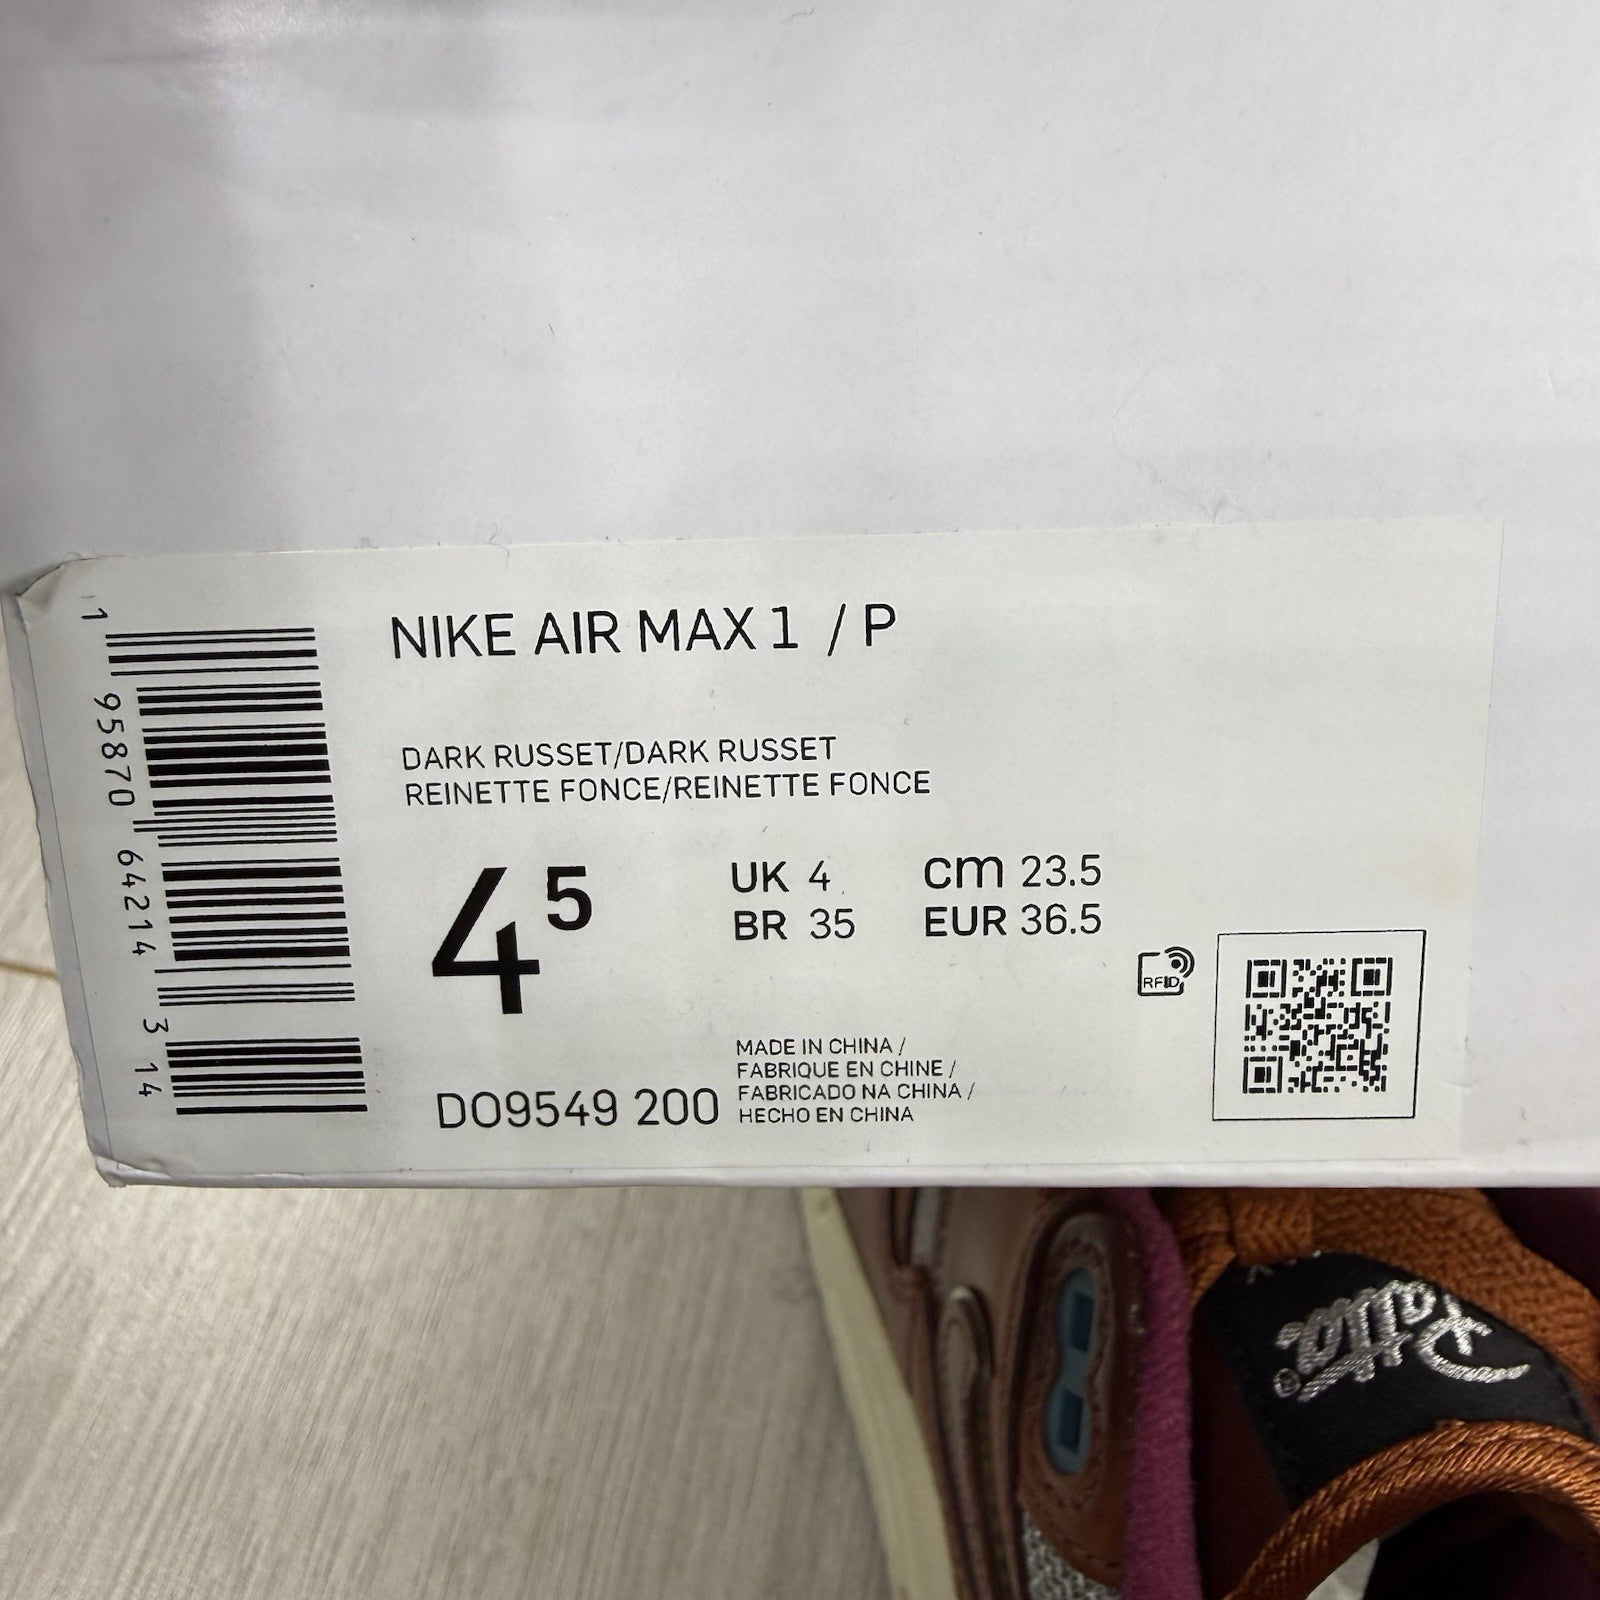 NIKE AIR MAX 1 / P
DARK RUSSET/DARK RUSSET
REINETTE FONCE/REINETTE FONCE
4 5
UK 4 cm 23.5
BR 35 EUR 36.5
RFID
DO9549 200
MADE IN CHINA /
FABRIQUE EN CHINE /
FABRICADO NA CHINA /
HECHO EN CHINA
1 95870 64214 3 14
Patta®